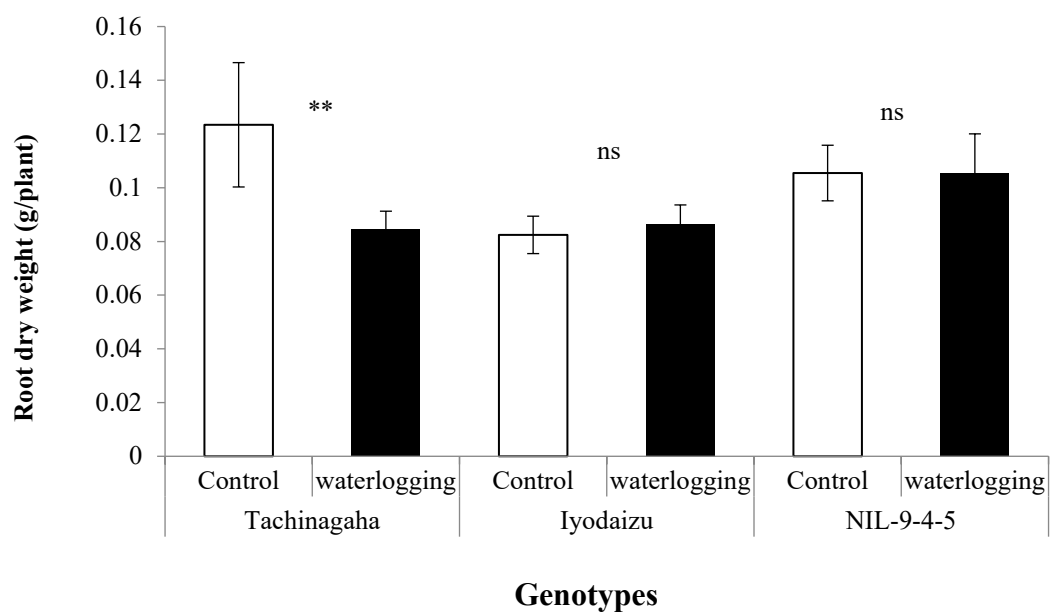 Root dry weight (g/plant)
0.16
0.14
0.12
0.1
0.08
0.06
0.04
0.02
0
**
ns
ns
Control
waterlogging
Control
waterlogging
Control
waterlogging
Tachinagaha
Iyodaizu
NIL-9-4-5
Genotypes